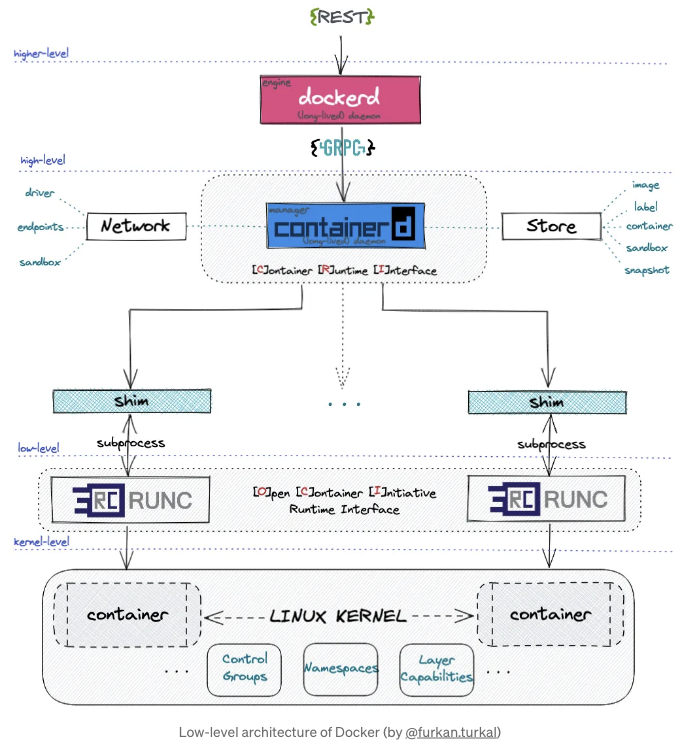 {REST}
higher-level
engine
dockerd
(long-lived) daemon
{GRPC}
high-level
manager
containerd
(long-lived) daemon
[C]ontainer [R]untime [I]nterface
driver
endpoints
sandbox
Network
Store
image
label
container
sandbox
snapshot
. . .
shim
shim
subprocess
subprocess
low-level
RC RUNC
[O]pen [C]ontainer [I]nitiative
Runtime Interface
RC RUNC
kernel-level
container
LINUX KERNEL
container
. . .
Control
Groups
Namespaces
Layer
Capabilities
. . .
Low-level architecture of Docker (by @furkan.turkal)